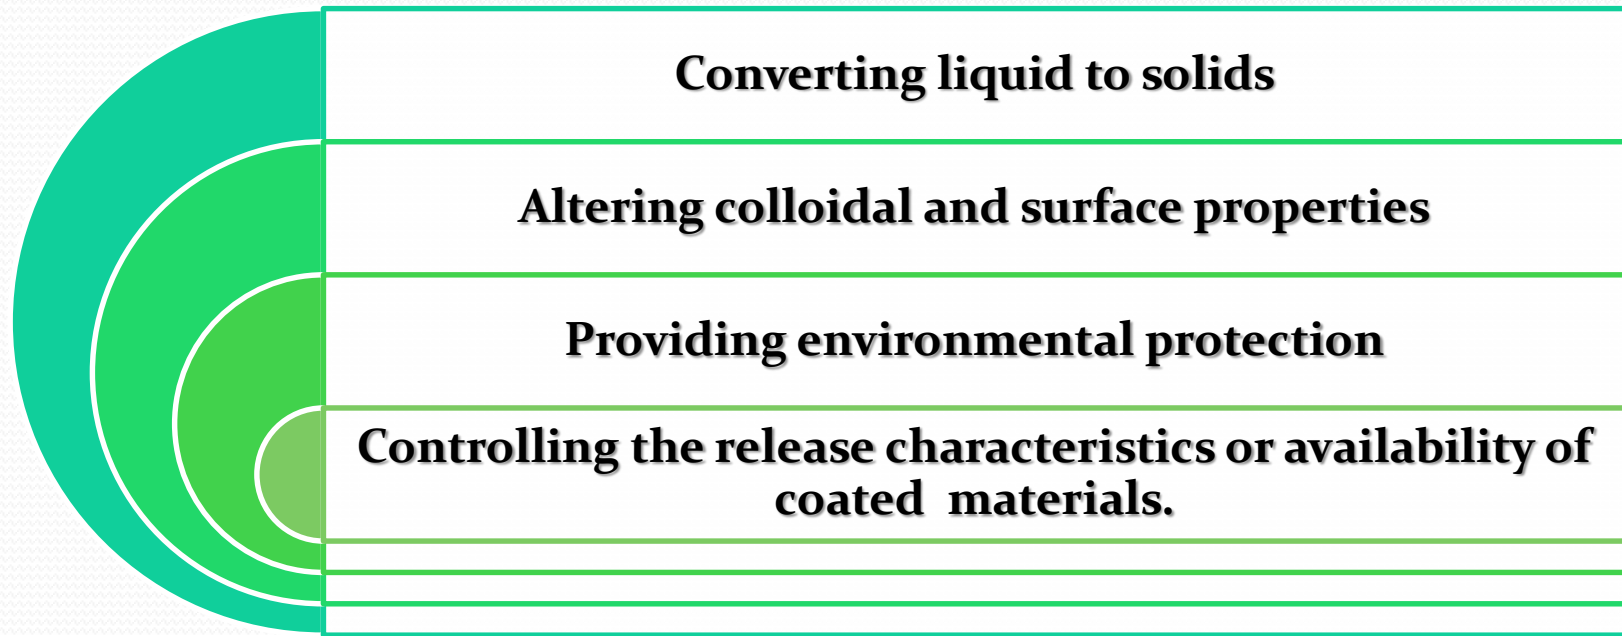 Converting liquid to solids
Altering colloidal and surface properties
Providing environmental protection
Controlling the release characteristics or availability of
coated  materials.